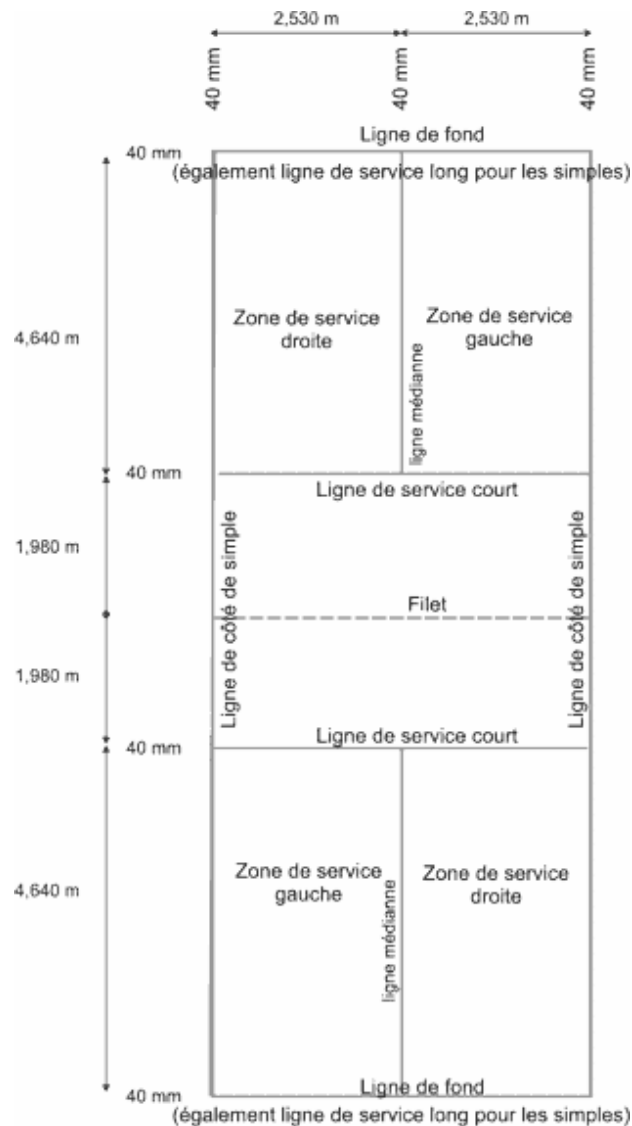 2,530 m 2,530 m
40 mm 40 mm 40 mm
Ligne de fond
40 mm
(également ligne de service long pour les simples)
Zone de service droite
Zone de service gauche
4,640 m
ligne médianne
40 mm
Ligne de service court
1,980 m
Ligne de côté de simple
Ligne de côté de simple
Filet
1,980 m
Ligne de service court
40 mm
Zone de service gauche
Zone de service droite
4,640 m
ligne médianne
40 mm
Ligne de fond
(également ligne de service long pour les simples)